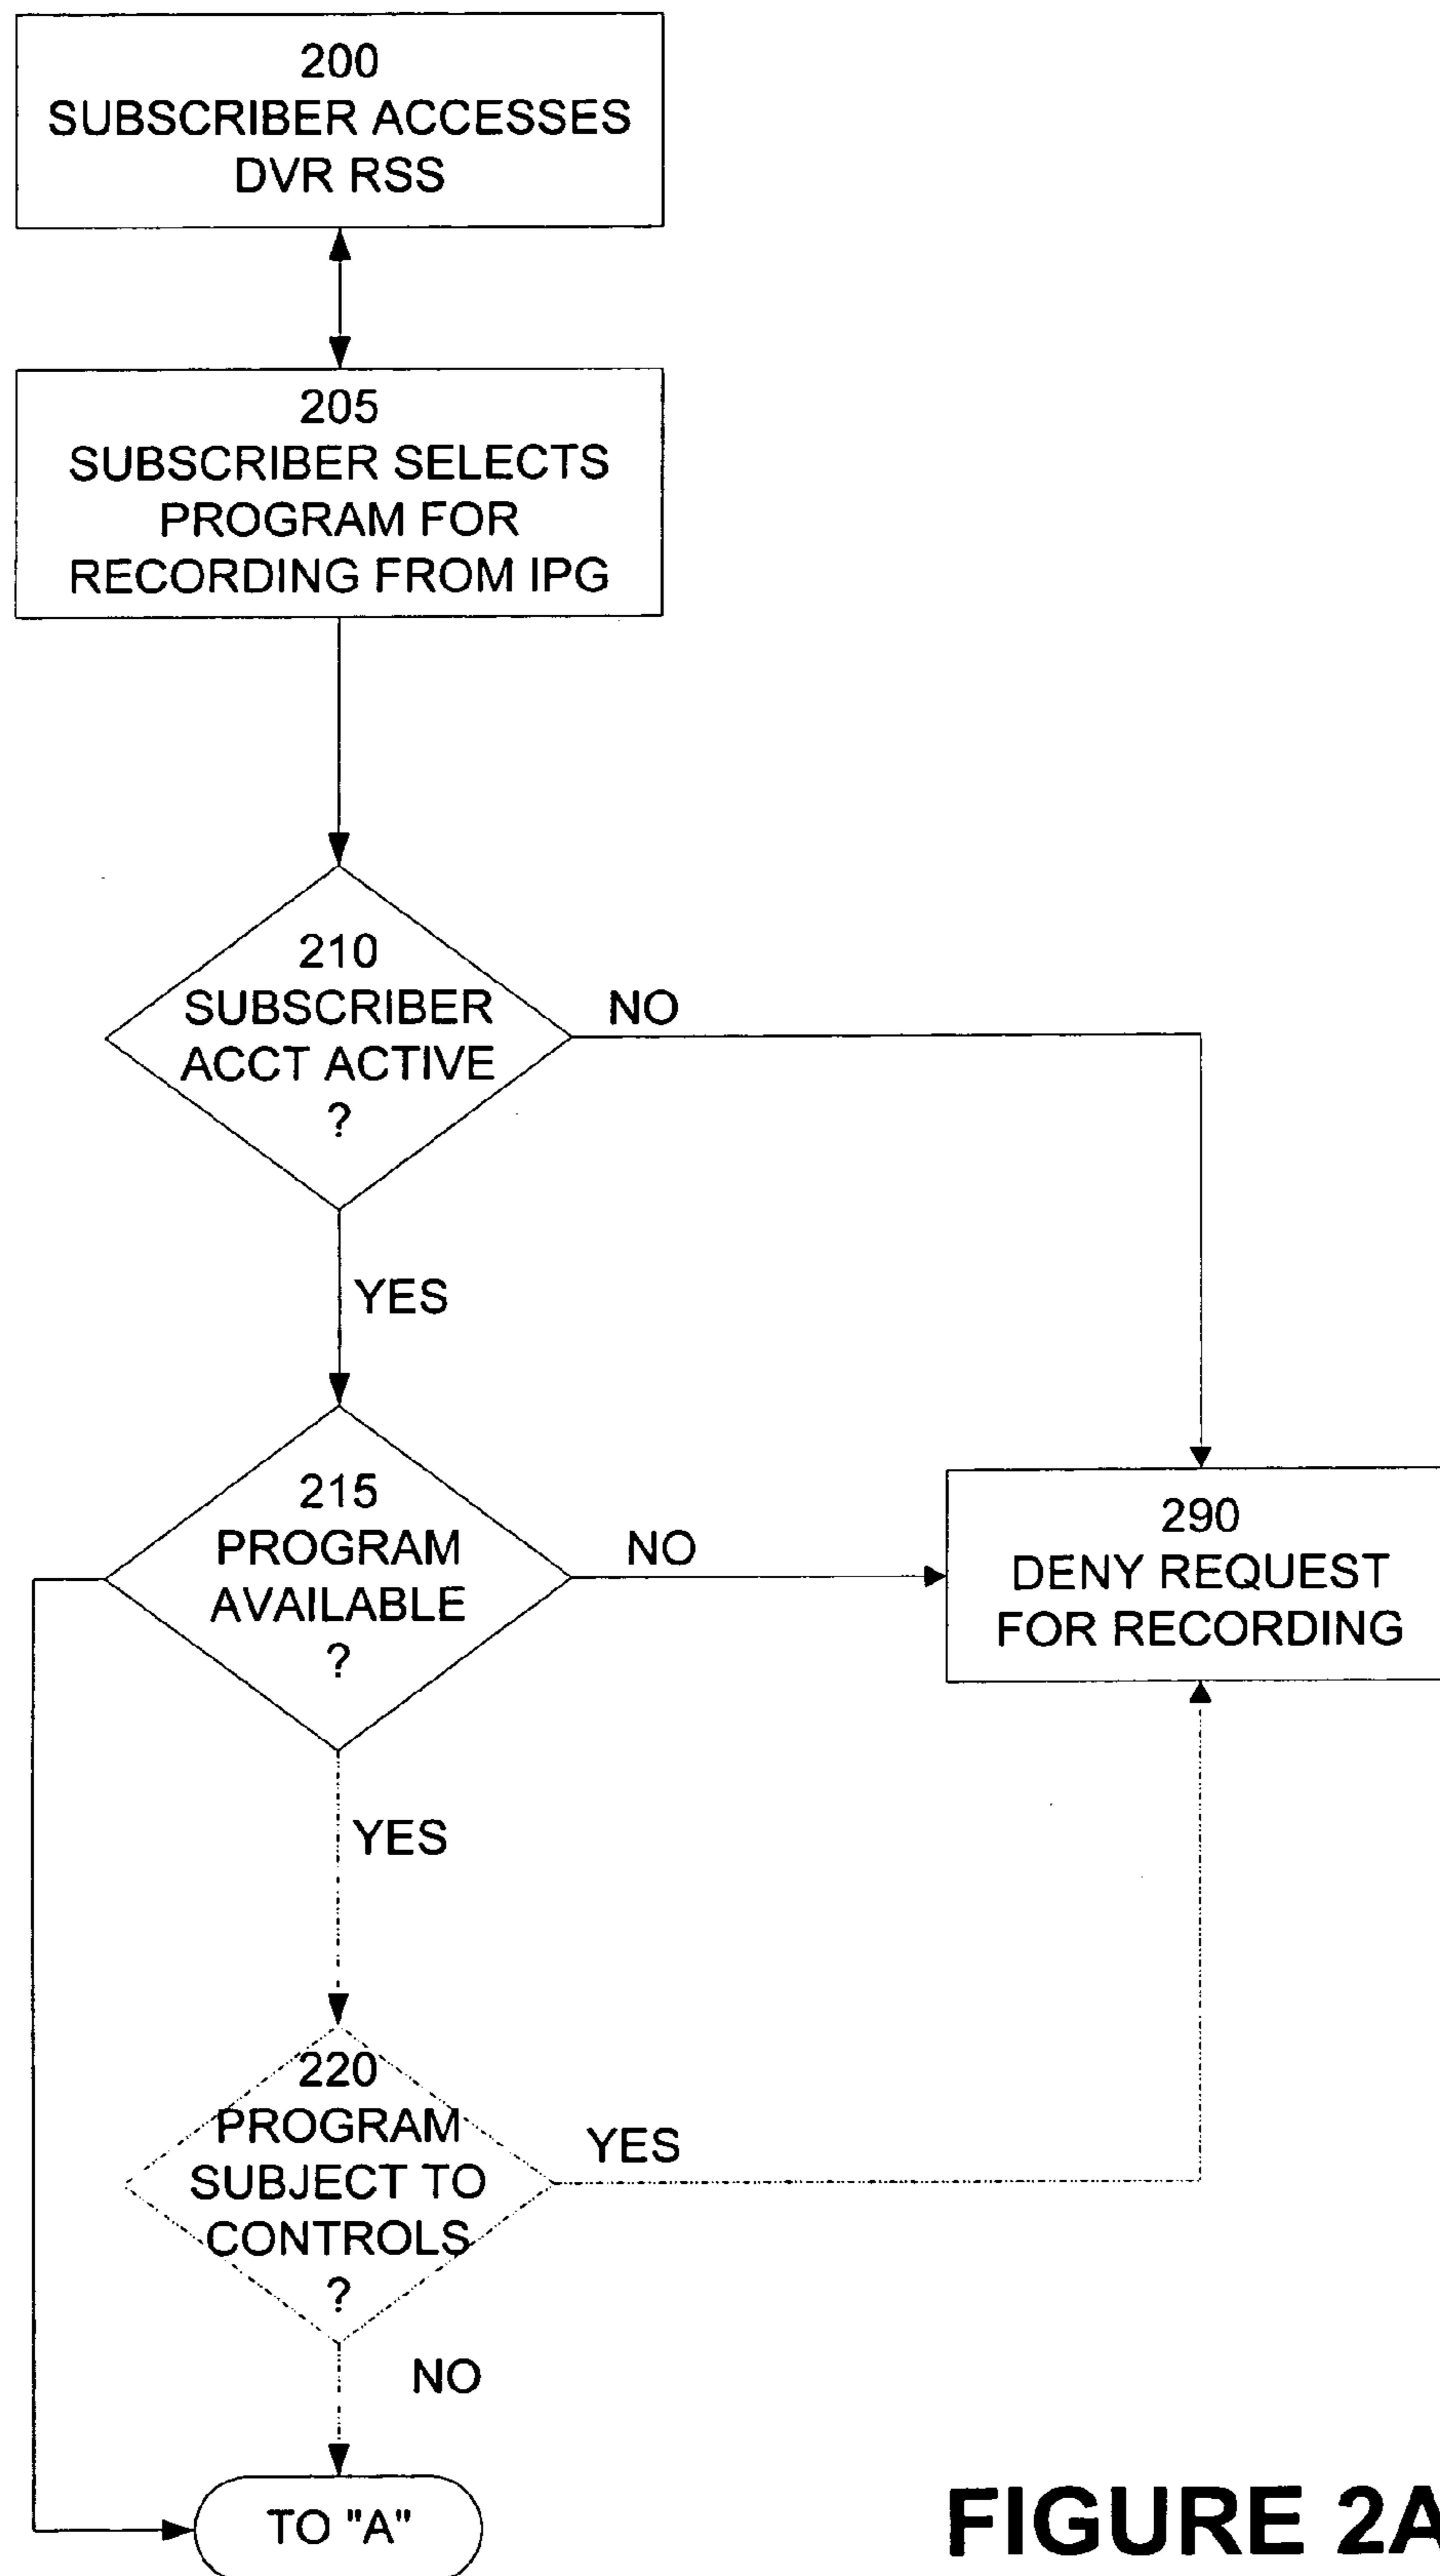 200
SUBSCRIBER ACCESSES
DVR RSS
205
SUBSCRIBER SELECTS
PROGRAM FOR
RECORDING FROM IPG
210
SUBSCRIBER
ACCT ACTIVE
?
NO
YES
215
PROGRAM
AVAILABLE
?
NO
290
DENY REQUEST
FOR RECORDING
YES
220
PROGRAM
SUBJECT TO
CONTROLS
?
YES
NO
TO "A"
FIGURE 2A